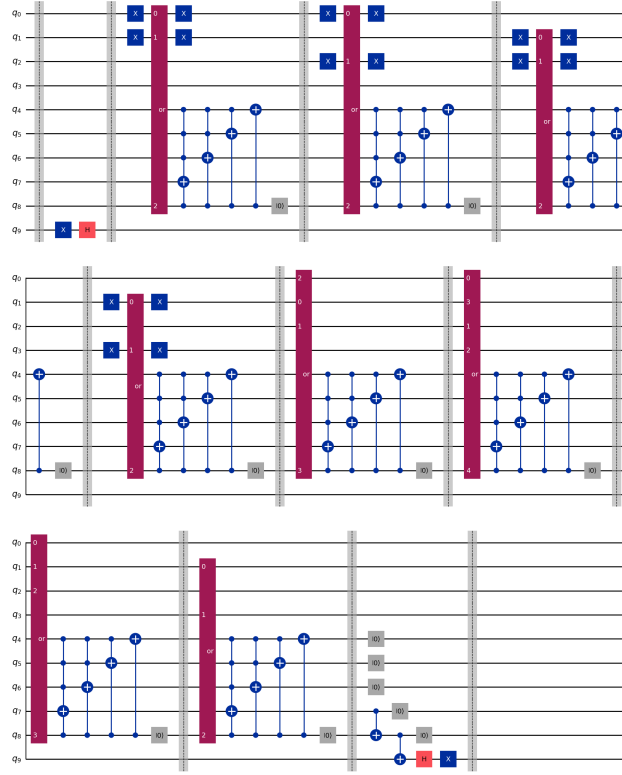 q₀ X 0 X X 0 X
q₁ X 1 X X 0 X
q₂ X 1 X X 1 X
q₃
q₄ or or
or
q₅
q₆
q₇
q₈ 2 |0⟩ 2 |0⟩ 2
q₉ X H
q₀ 2 0
q₁ X 0 X 0 3
q₂ 1 1
q₃ X 1 X 2
q₄ or or
or
q₅
q₆
q₇
q₈ |0⟩ 2 |0⟩ 3 |0⟩ 4 |0⟩
q₉
q₀ 0
q₁ 1 0
q₂ 2
q₃ 1
q₄ or |0⟩
or
q₅ |0⟩
q₆ |0⟩
q₇ |0⟩
q₈ 3 |0⟩ 2 |0⟩ |0⟩
q₉ H X